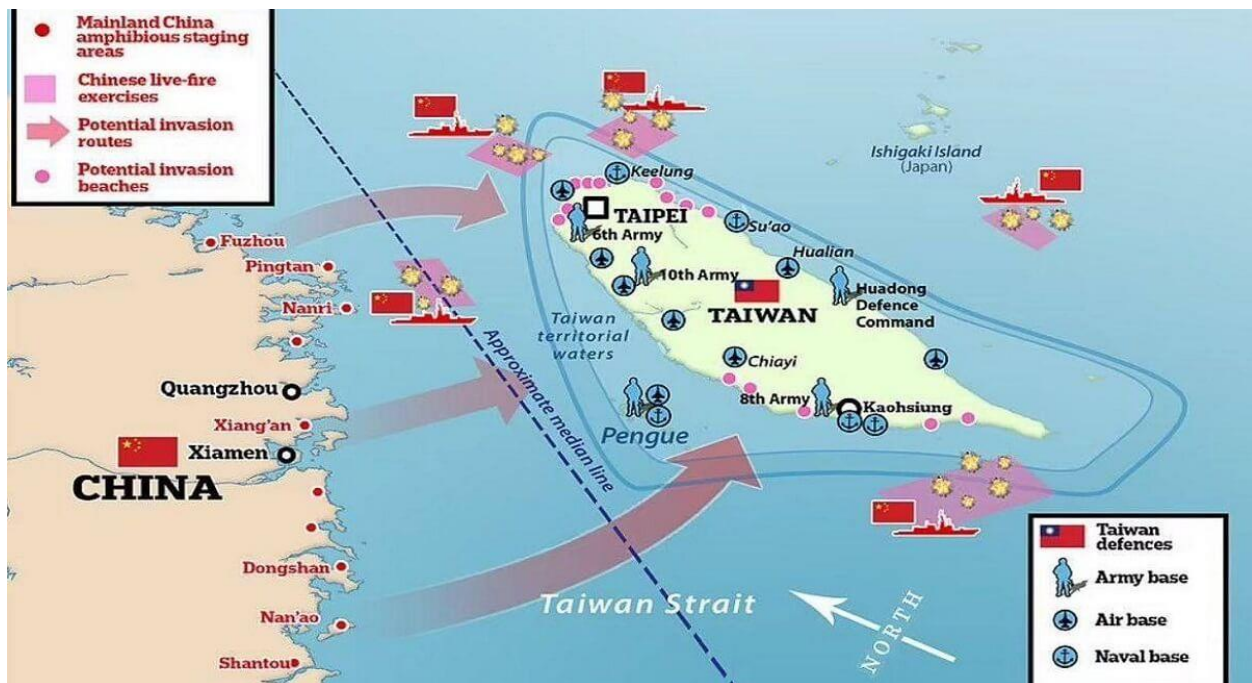 Mainland China
amphibious staging
areas
Chinese live-fire
exercises
Potential invasion
routes
Potential invasion
beaches
Ishigaki Island
(Japan)
Keelung
TAIPEI
6th Army
Su'ao
Fuzhou
Pingtan
Hualian
10th Army
Huadong
Defence
Command
Nanri
TAIWAN
Taiwan
territorial
waters
Approximate median line
Chiayi
Quangzhou
8th Army
Kaohsiung
Xiang'an
Pengue
Xiamen
CHINA
Dongshan
Taiwan Strait
Nan'ao
NORTH
Shantou
Taiwan
defences
Army base
Air base
Naval base